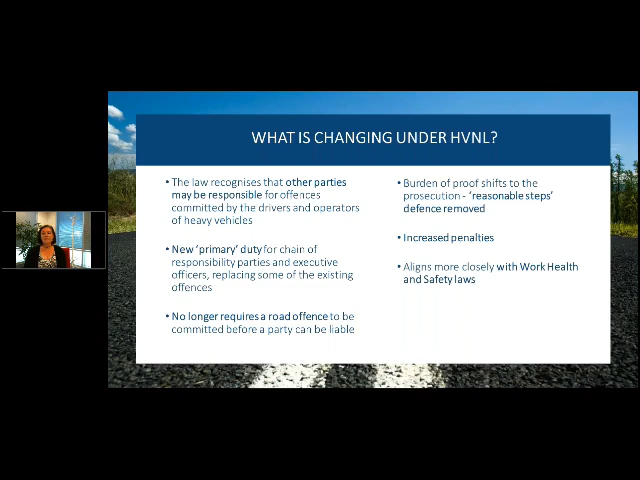 WHAT IS CHANGING UNDER HVNL?
• The law recognises that other parties
may be responsible for offences
committed by the drivers and operators
of heavy vehicles
• New 'primary' duty for chain of
responsibility parties and executive
officers, replacing some of the existing
offences
• No longer requires a road offence to be
committed before a party can be liable
• Burden of proof shifts to the
prosecution - 'reasonable steps'
defence removed
• Increased penalties
• Aligns more closely with Work Health
and Safety laws